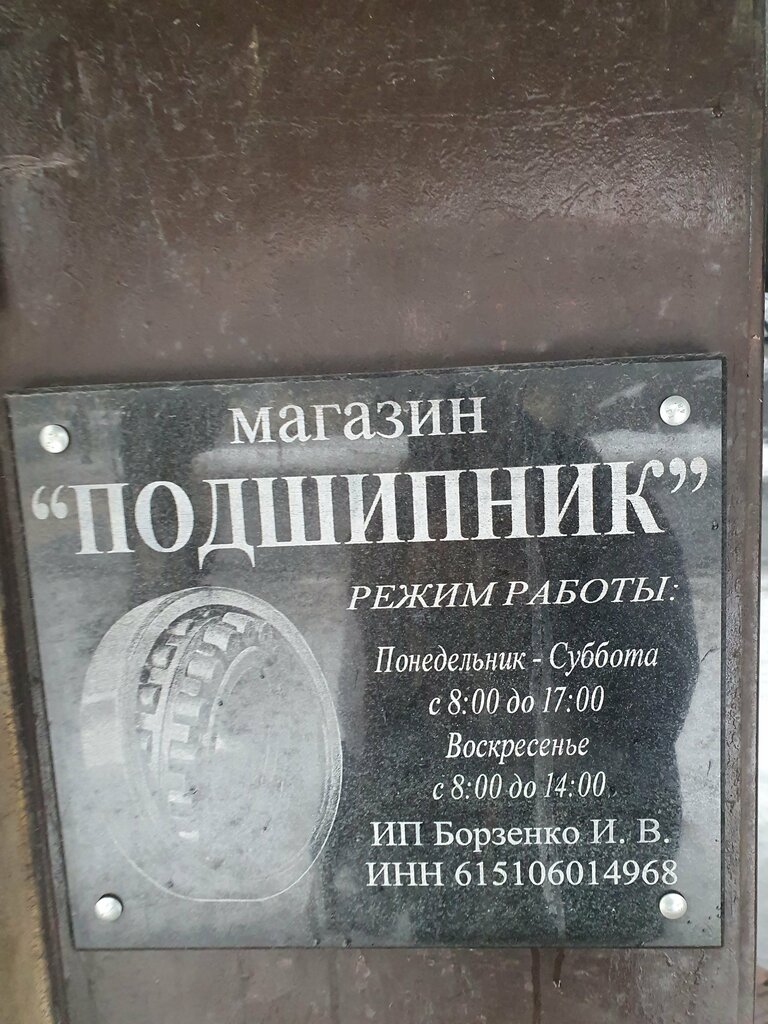 магазин
“ПОДШИПНИК”
РЕЖИМ РАБОТЫ:
Понедельник - Суббота
с 8:00 до 17:00
Воскресенье
с 8:00 до 14:00
ИП Борзенко И. В.
ИНН 615106014968